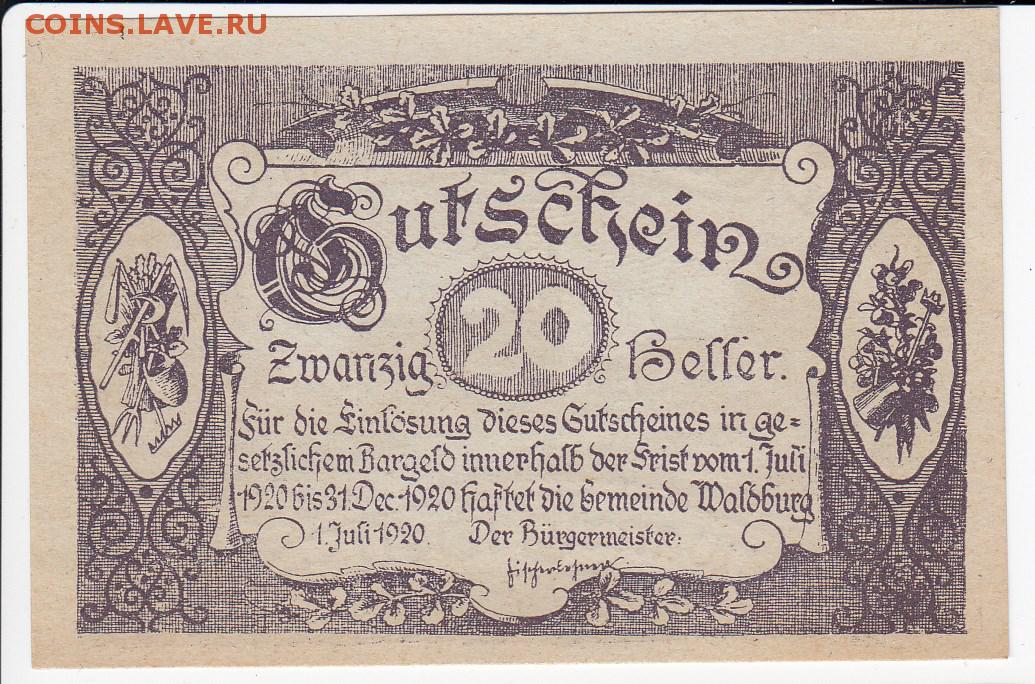 COINS.LAVE.RU
Gutschein
20
Zwanzig Heller.
Für die Einlösung dieses Gutscheines in ge=
setzlichem Bargeld innerhalb der Frist vom 1. Juli
1920 bis 31. Dec. 1920 haftet die Gemeinde Waldburg
1. Juli 1920. Der Bürgermeister: